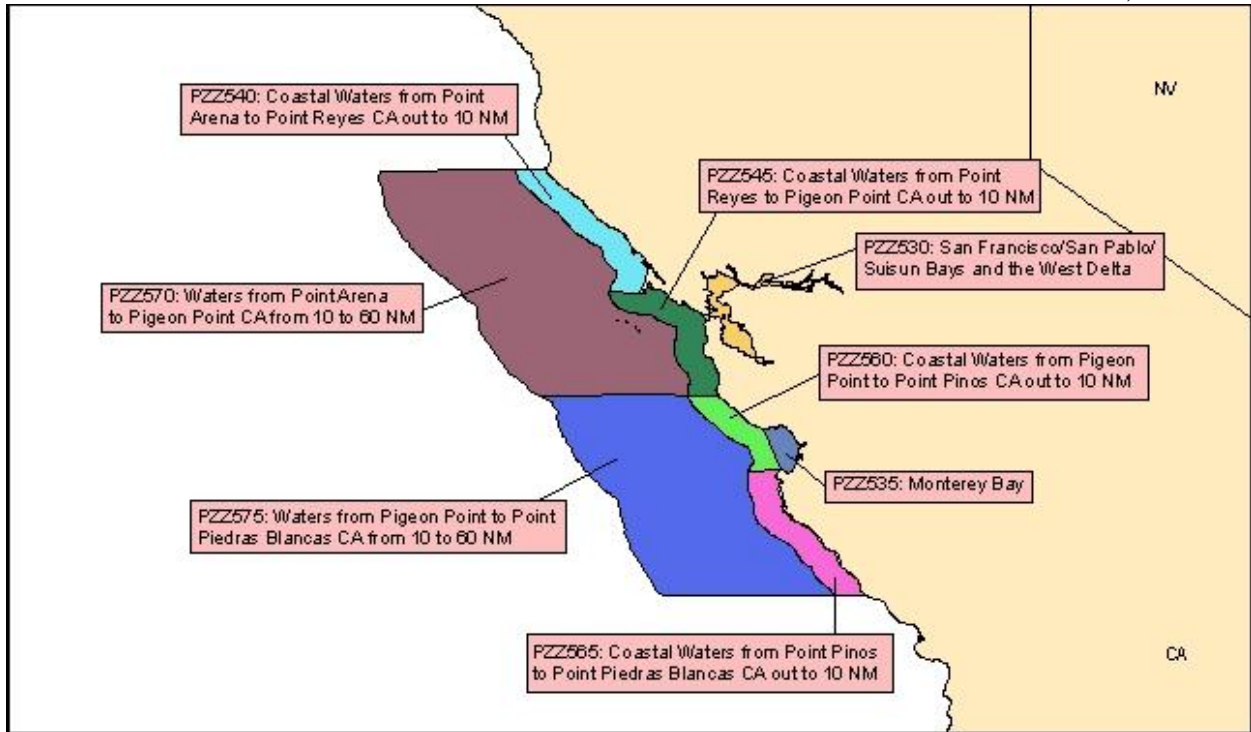 NV
PZZ540: Coastal Waters from Point
Arena to Point Reyes CA out to 10 NM
PZZ545: Coastal Waters from Point
Reyes to Pigeon Point CA out to 10 NM
PZZ530: San Francisco/San Pablo/
Suisun Bays and the West Delta
PZZ570: Waters from Point Arena
to Pigeon Point CA from 10 to 60 NM
PZZ560: Coastal Waters from Pigeon
Point to Point Pinos CA out to 10 NM
PZZ535: Monterey Bay
PZZ575: Waters from Pigeon Point to Point
Piedras Blancas CA from 10 to 60 NM
PZZ565: Coastal Waters from Point Pinos
to Point Piedras Blancas CA out to 10 NM
CA